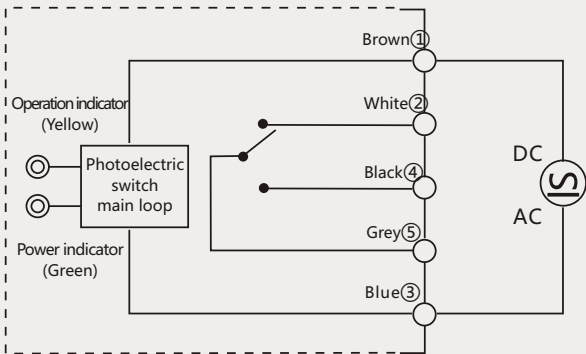 Brown①
Operation indicator
(Yellow)
White②
Photoelectric
switch
main loop
DC
Black④
AC
Grey⑤
Power indicator
(Green)
Blue③